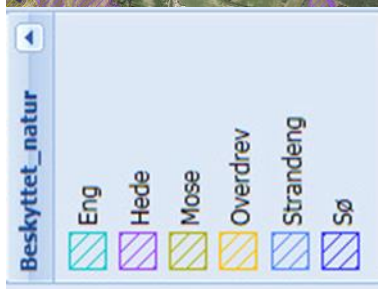 Beskyttet_natur
Eng
Hede
Mose
Overdrev
Strandeng
Sø